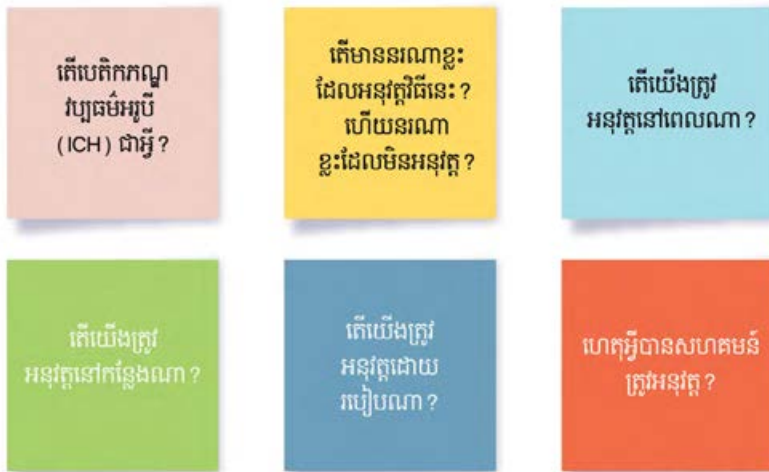 តើបេតិកភណ្ឌ
វប្បធម៌អរូបី
(ICH) ជាអ្វី?
តើមាននរណាខ្លះ
ដែលអនុវត្តវិធីនេះ?
ហើយនរណា
ខ្លះដែលមិនអនុវត្ត?
តើយើងត្រូវ
អនុវត្តនៅពេលណា?
តើយើងត្រូវ
អនុវត្តនៅកន្លែងណា?
តើយើងត្រូវ
អនុវត្តដោយ
របៀបណា?
ហេតុអ្វីបានសហគមន៍
ត្រូវអនុវត្ត?